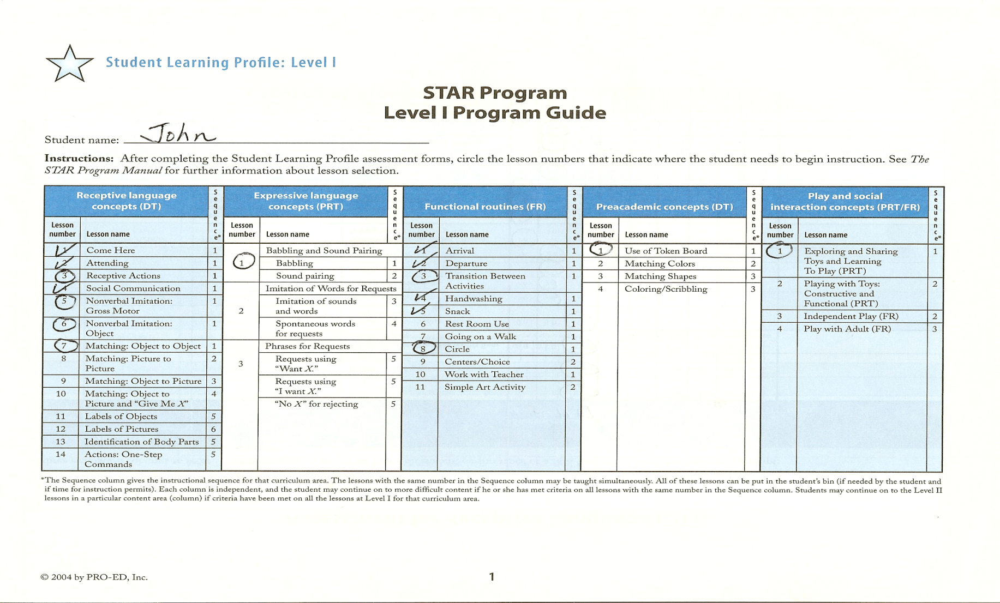 Student Learning Profile: Level I
STAR Program
Level I Program Guide
Student name: John
Instructions: After completing the Student Learning Profile assessment forms, circle the lesson numbers that indicate where the student needs to begin instruction. See The
STAR Program Manual for further information about lesson selection.
Receptive language
concepts (DT)
Sequence*
Lesson
number
Lesson name
1 Come Here 1
2 Attending 1
3 Receptive Actions 1
4 Social Communication 1
5 Nonverbal Imitation: 1
Gross Motor
6 Nonverbal Imitation: 1
Object
7 Matching: Object to Object 1
8 Matching: Picture to 2
Picture
9 Matching: Object to Picture 3
10 Matching: Object to 4
Picture and “Give Me X”
11 Labels of Objects 5
12 Labels of Pictures 6
13 Identification of Body Parts 5
14 Actions: One-Step 5
Commands
Expressive language
concepts (PRT)
Sequence*
Lesson
number
Lesson name
Babbling and Sound Pairing
1 Babbling 1
Sound pairing 2
Imitation of Words for Requests
Imitation of sounds 3
2 and words
Spontaneous words 4
for requests
Phrases for Requests
3 Requests using 5
“Want X.”
Requests using 5
“I want X.”
“No X” for rejecting 5
Functional routines (FR)
Sequence*
Lesson
number
Lesson name
1 Arrival 1
2 Departure 1
3 Transition Between 1
Activities
4 Handwashing 1
5 Snack 1
6 Rest Room Use 1
7 Going on a Walk 1
8 Circle 1
9 Centers/Choice 2
10 Work with Teacher 1
11 Simple Art Activity 2
Preacademic concepts (DT)
Sequence*
Lesson
number
Lesson name
1 Use of Token Board 1
2 Matching Colors 2
3 Matching Shapes 3
4 Coloring/Scribbling 3
Play and social
interaction concepts (PRT/FR)
Sequence*
Lesson
number
Lesson name
1 Exploring and Sharing 1
Toys and Learning
To Play (PRT)
2 Playing with Toys: 2
Constructive and
Functional (PRT)
3 Independent Play (FR) 2
4 Play with Adult (FR) 3
*The Sequence column gives the instructional sequence for that curriculum area. The lessons with the same number in the Sequence column may be taught simultaneously. All of these lessons can be put in the student’s bin (if needed by the student and
if time for instruction permits). Each column is independent, and the student may continue on to more difficult content if he or she has met criteria on all lessons with the same number in the Sequence column. Students may continue on to the Level II
lessons in a particular content area (column) if criteria have been met on all the lessons at Level I for that curriculum area.
© 2004 by PRO-ED, Inc.
1